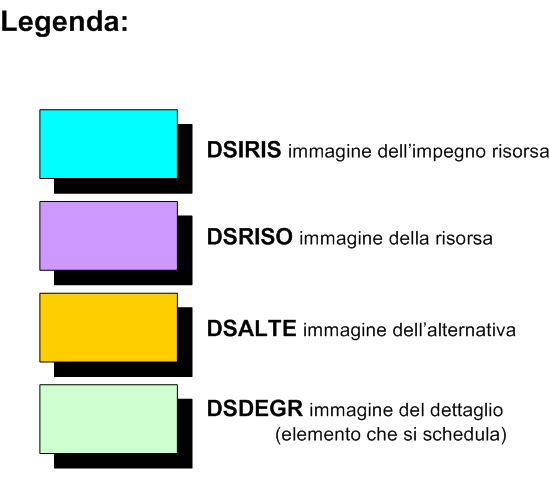 Legenda:
DSIRIS immagine dell'impegno risorsa
DSRISO immagine della risorsa
DSALTE immagine dell'alternativa
DSDEGR immagine del dettaglio
(elemento che si schedula)